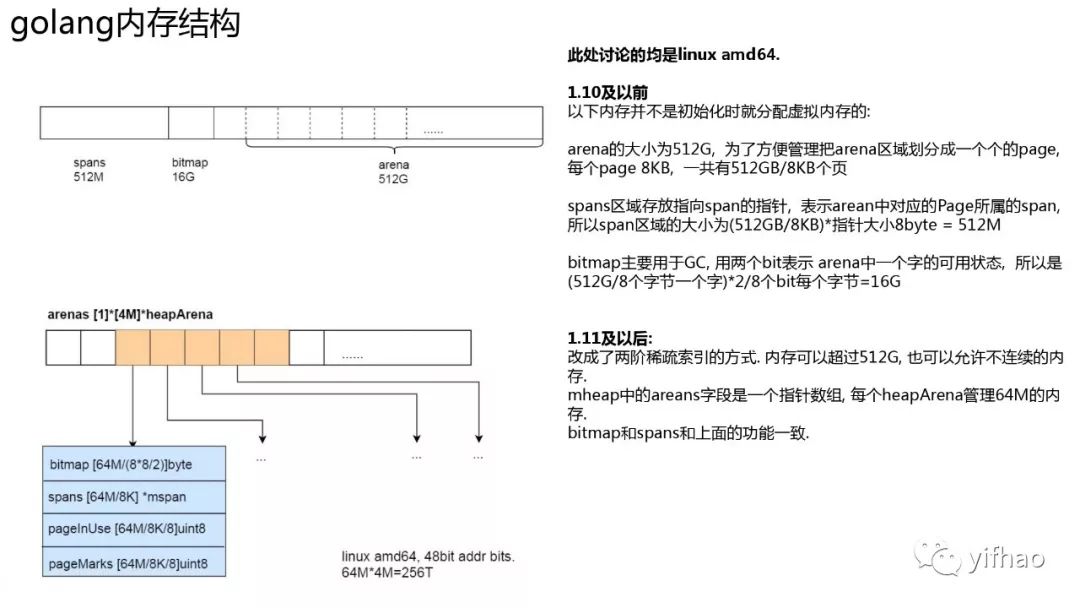 golang内存结构
spans
512M
bitmap
16G
......
arena
512G
arenas [1]*[4M]*heapArena
......
...
...
...
bitmap [64M/(8*8/2)]byte
spans [64M/8K] *mspan
pageInUse [64M/8K/8]uint8
pageMarks [64M/8K/8]uint8
linux amd64, 48bit addr bits.
64M*4M=256T
此处讨论的均是linux amd64.
1.10及以前
以下内存并不是初始化时就分配虚拟内存的:
arena的大小为512G, 为了方便管理把arena区域划分成一个个的page,
每个page 8KB, 一共有512GB/8KB个页
spans区域存放指向span的指针, 表示arean中对应的Page所属的span,
所以span区域的大小为(512GB/8KB)*指针大小8byte = 512M
bitmap主要用于GC, 用两个bit表示 arena中一个字的可用状态, 所以是
(512G/8个字节一个字)*2/8个bit每个字节=16G
1.11及以后:
改成了两阶稀疏索引的方式. 内存可以超过512G, 也可以允许不连续的内
存.
mheap中的areans字段是一个指针数组, 每个heapArena管理64M的内
存.
bitmap和spans和上面的功能一致.
yifhao